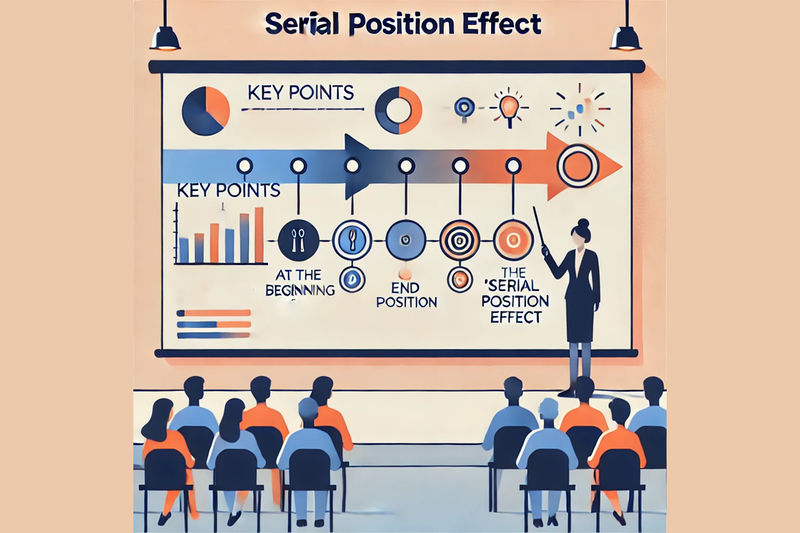 Serial Position Effect
KEY POINTS
KEY POINTS
AT THE
BEGINNING
END
POSITION
THE
'SERIAL
POSITION
EFFECT